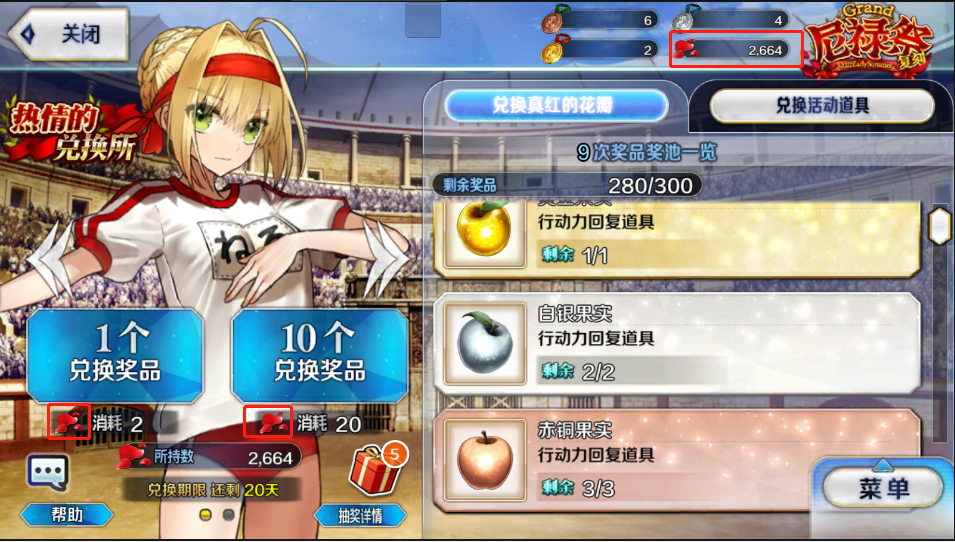 关闭
6
4
2
2,664
Grand
尼禄祭
复刻
2022 Early Summer
热情的
兑换所
ねろ
兑换真红的花瓣
兑换活动道具
9次奖品奖池一览
剩余奖品 280/300
行动力回复道具
剩余 1/1
白银果实
行动力回复道具
剩余 2/2
赤铜果实
行动力回复道具
剩余 3/3
1个
兑换奖品
10个
兑换奖品
消耗 2
消耗 20
所持数 2,664
兑换期限 还剩 20天
5
帮助
抽奖详情
菜单